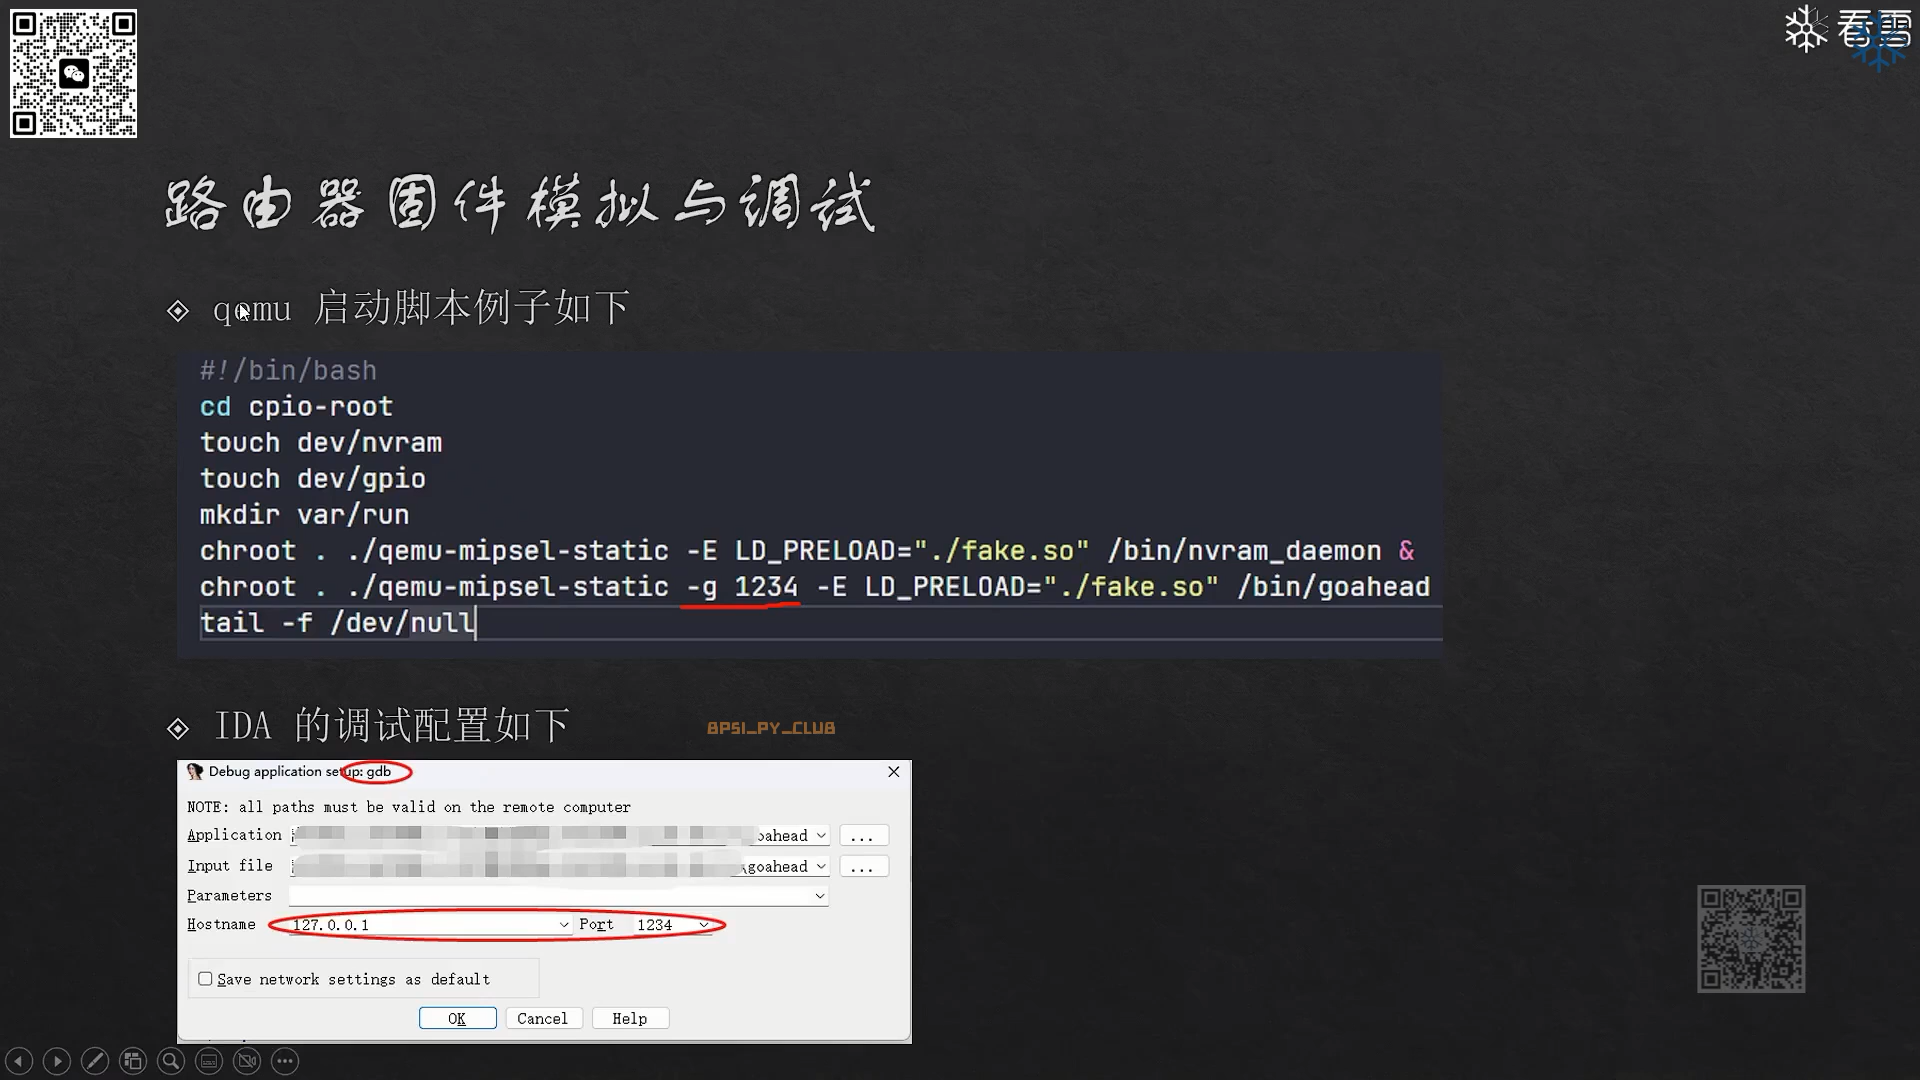 看雪
路由器固件模拟与调试
qemu 启动脚本例子如下
#!/bin/bash
cd cpio-root
touch dev/nvram
touch dev/gpio
mkdir var/run
chroot . ./qemu-mipsel-static -E LD_PRELOAD="./fake.so" /bin/nvram_daemon &
chroot . ./qemu-mipsel-static -g 1234 -E LD_PRELOAD="./fake.so" /bin/goahead
tail -f /dev/null
IDA 的调试配置如下
8PSI_PY_CLUB
Debug application setup: gdb
NOTE: all paths must be valid on the remote computer
Application oahead ...
Input file \goahead ...
Parameters
Hostname 127.0.0.1 Port 1234
Save network settings as default
OK Cancel Help